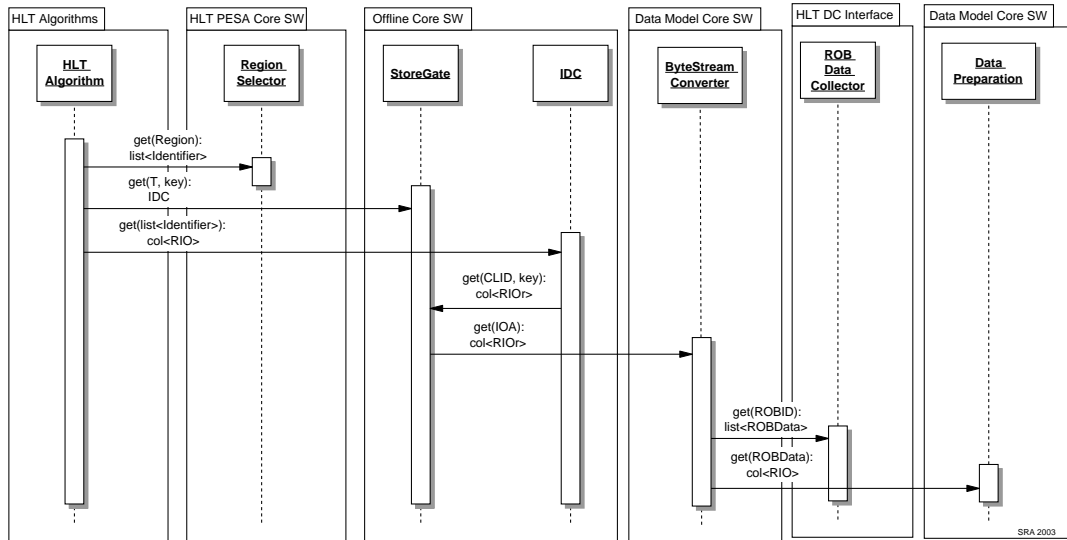 HLT Algorithms
HLT PESA Core SW
Offline Core SW
Data Model Core SW
HLT DC Interface
Data Model Core SW
HLT
Algorithm
Region
Selector
StoreGate
IDC
ByteStream
Converter
ROB
Data
Collector
Data
Preparation
get(Region):
list<Identifier>
get(T, key):
IDC
get(list<Identifier>):
col<RIO>
get(CLID, key):
col<RIOr>
get(IOA):
col<RIOr>
get(ROBID):
list<ROBData>
get(ROBData):
col<RIO>
SRA 2003